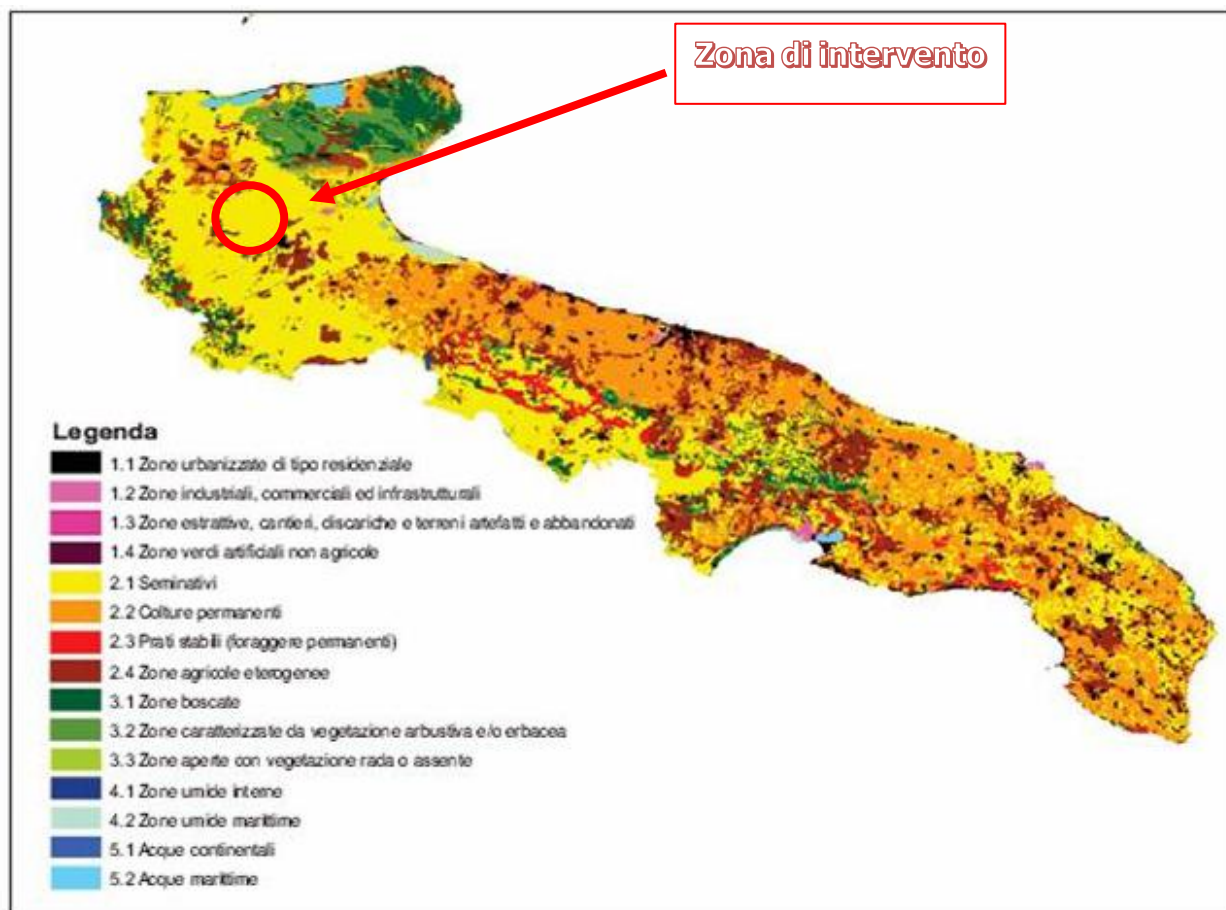 Zona di intervento
Legenda
1.1 Zone urbanizzate di tipo residenziale
1.2 Zone industriali, commerciali ed infrastrutturali
1.3 Zone estrattive, cantieri, discariche e terreni artefatti e abbandonati
1.4 Zone verdi artificiali non agricole
2.1 Seminativi
2.2 Colture permanenti
2.3 Prati stabili (foraggere permanenti)
2.4 Zone agricole eterogenee
3.1 Zone boscate
3.2 Zone caratterizzate da vegetazione arbustiva e/o erbacea
3.3 Zone aperte con vegetazione rada o assente
4.1 Zone umide interne
4.2 Zone umide marittime
5.1 Acque continentali
5.2 Acque marittime